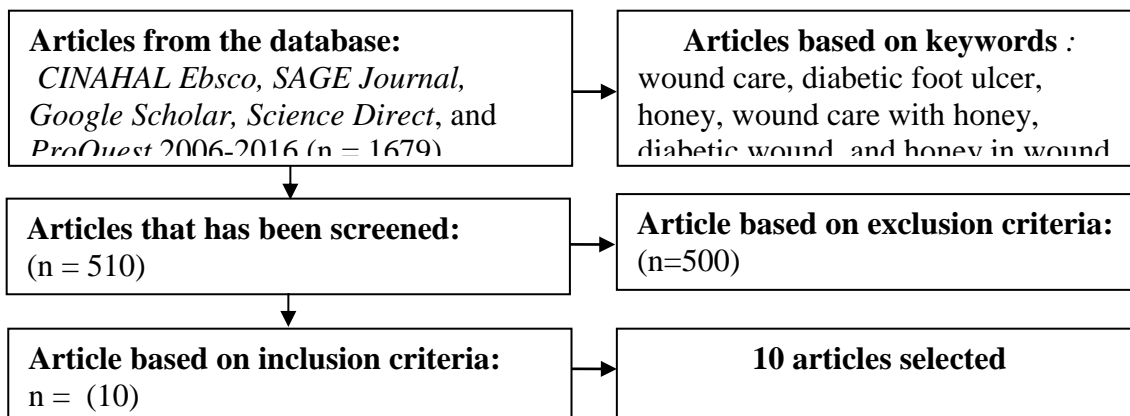 Articles from the database:
CINAHAL Ebsco, SAGE Journal,
Google Scholar, Science Direct, and
ProQuest 2006-2016 (n = 1679)
Articles based on keywords :
wound care, diabetic foot ulcer,
honey, wound care with honey,
diabetic wound, and honey in wound
Articles that has been screened:
(n = 510)
Article based on exclusion criteria:
(n=500)
Article based on inclusion criteria:
n = (10)
10 articles selected